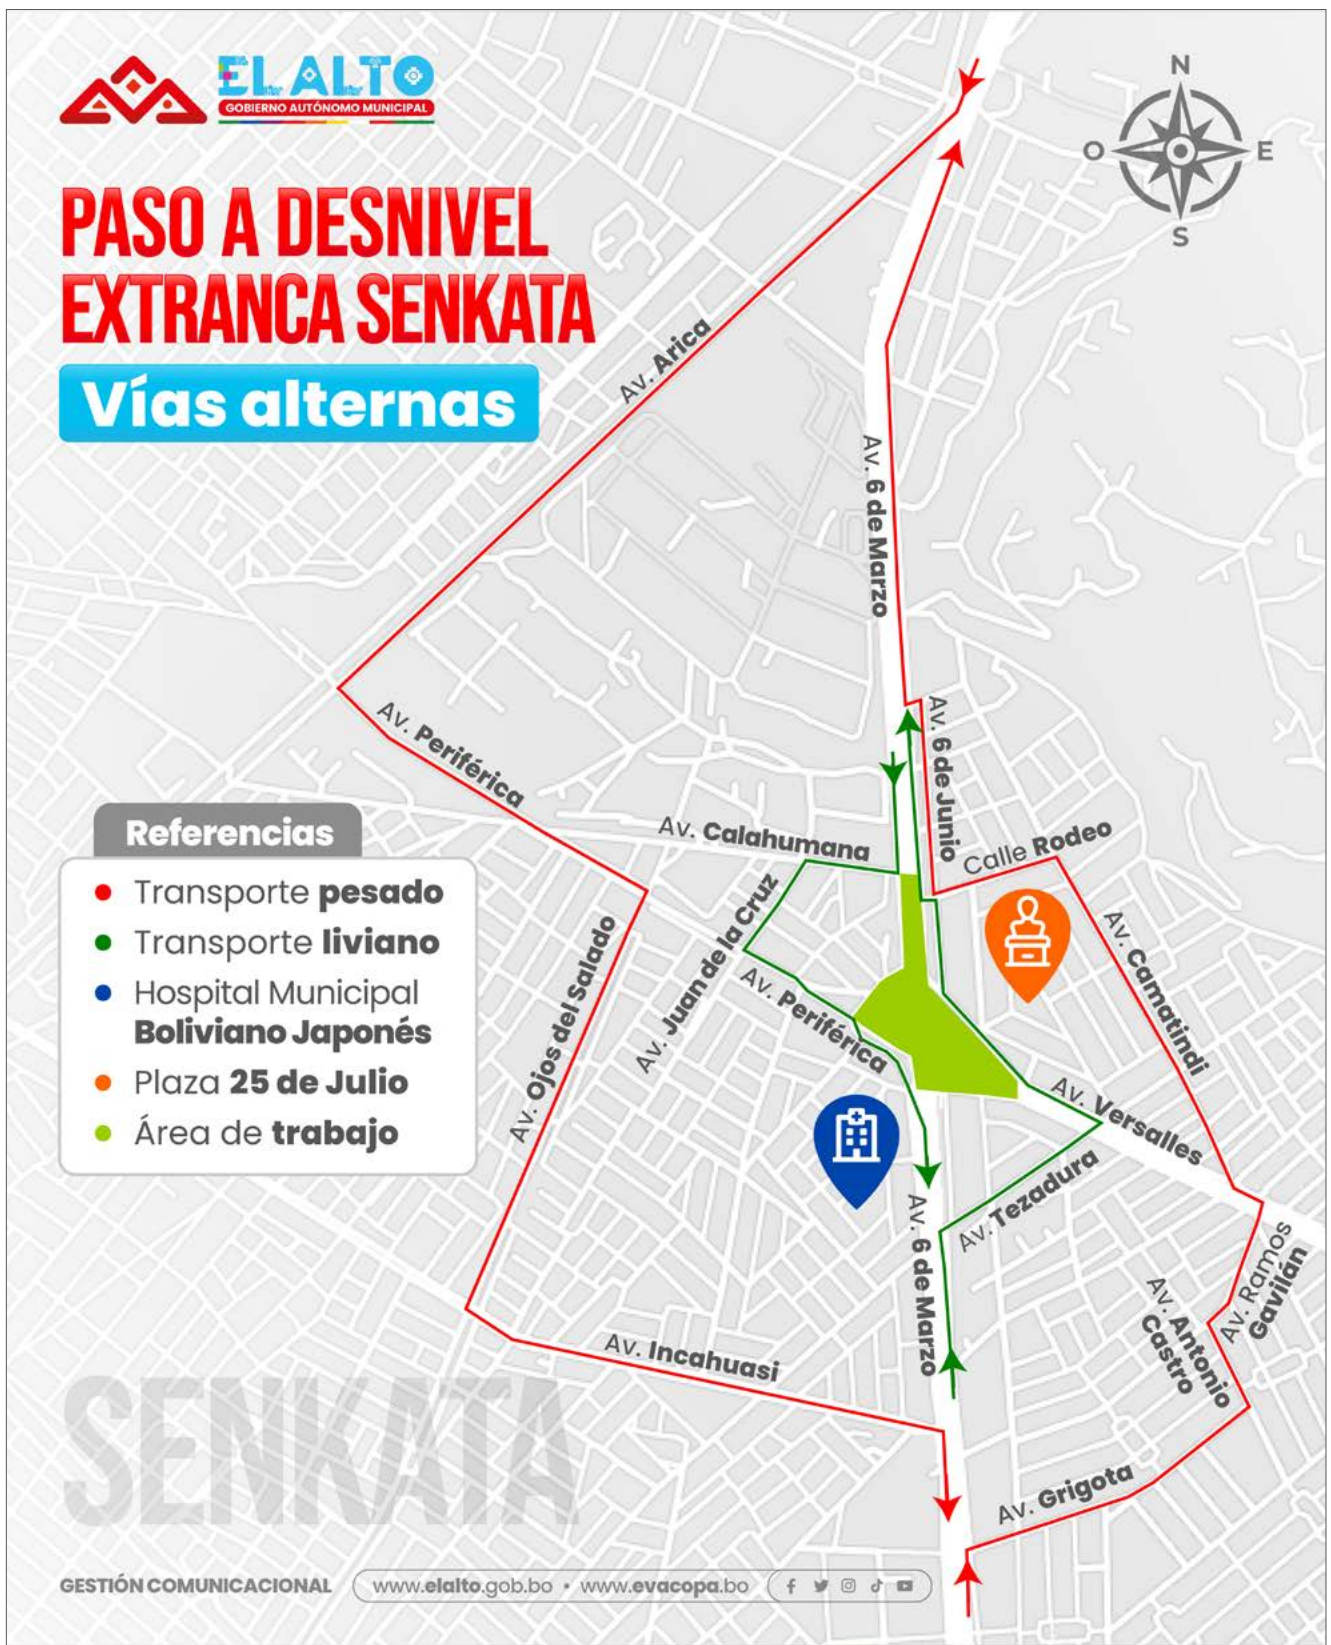 EL ALTO
GOBIERNO AUTÓNOMO MUNICIPAL
N
O
E
S
PASO A DESNIVEL
EXTRANCA SENKATA
Vías alternas
Av. Arica
Av. 6 de Marzo
Av. Periférica
Av. 6 de Junio
Av. Calahumana
Calle Rodeo
Referencias
Transporte pesado
Transporte liviano
Hospital Municipal
Boliviano Japonés
Plaza 25 de Julio
Área de trabajo
Av. Juan de la Cruz
Av. Ojos del Salado
Av. Periférica
Av. Camatindi
Av. Versalles
Av. Tezadura
Av. 6 de Marzo
Av. Ramos
Gavilán
Av. Antonio
Castro
Av. Incahuasi
Av. Grigota
SENKATA
GESTIÓN COMUNICACIONAL
www.elalto.gob.bo • www.evacopa.bo